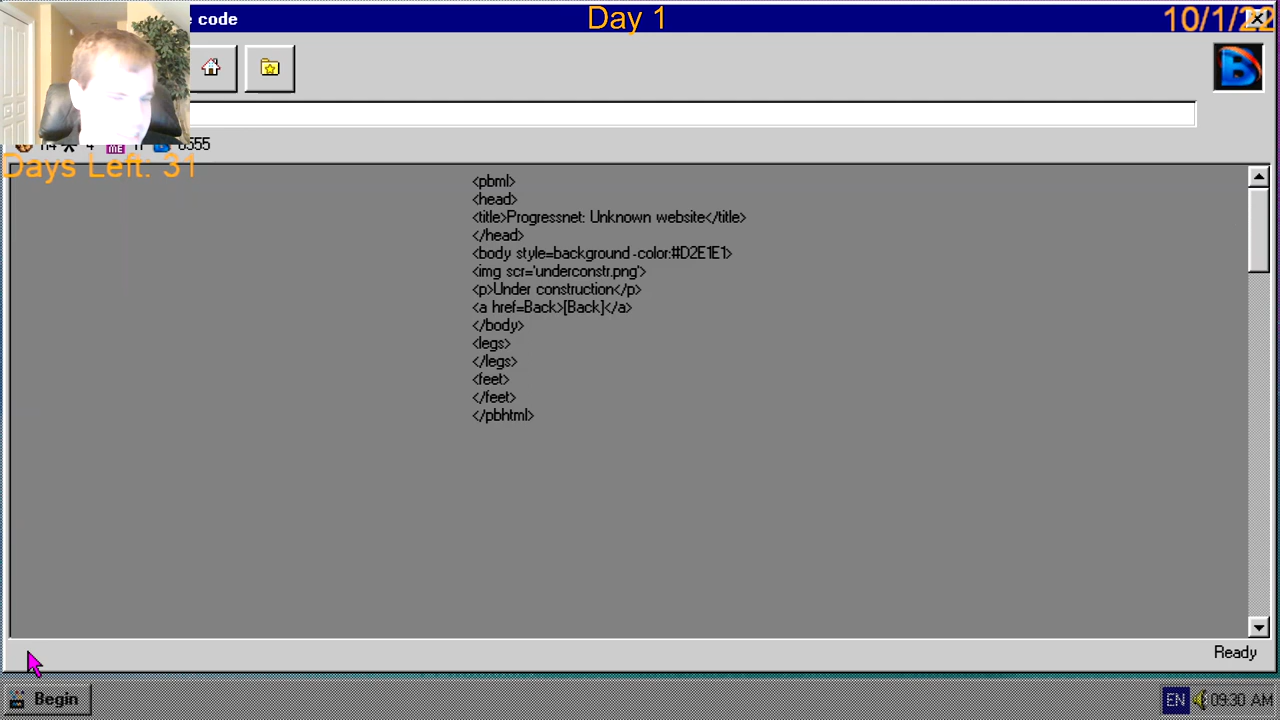 code
Day 1
10/1/22
4
6555
Days Left: 31
<pbml>
<head>
<title>Progressnet: Unknown website</title>
</head>
<body style=background-color:#D2E1E1>
<img scr='underconstr.png'>
<p>Under construction</p>
<a href=Back>[Back]</a>
</body>
<legs>
</legs>
<feet>
</feet>
</pbhtml>
Ready
Begin
EN
09:30 AM